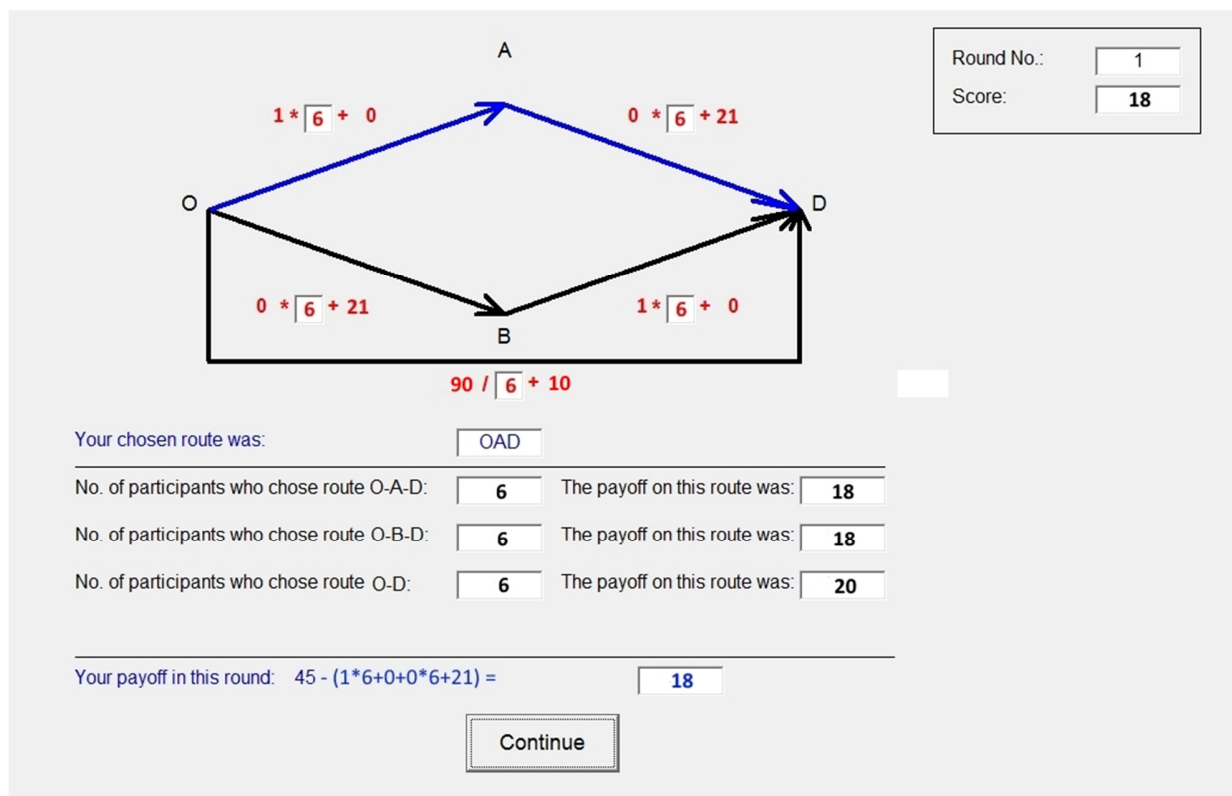 A
Round No.: 1
Score: 18
1 * 6 + 0
0 * 6 + 21
O
D
0 * 6 + 21
1 * 6 + 0
B
90 / 6 + 10
Your chosen route was: OAD
No. of participants who chose route O-A-D: 6 The payoff on this route was: 18
No. of participants who chose route O-B-D: 6 The payoff on this route was: 18
No. of participants who chose route O-D: 6 The payoff on this route was: 20
Your payoff in this round: 45 - (1*6+0+0*6+21) = 18
Continue